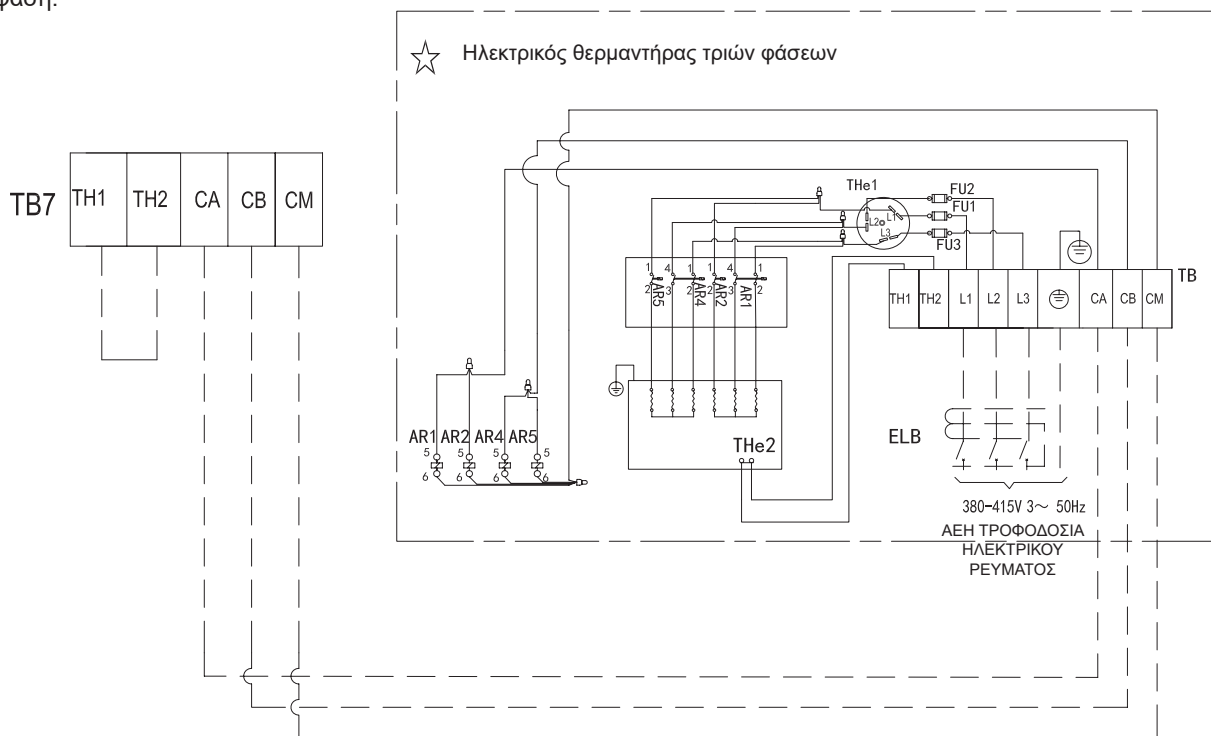 φάση.
Ηλεκτρικός θερμαντήρας τριών φάσεων
TB7 TH1 TH2 CA CB CM
THe1
FU2
FU1
FU3
L1
L2
L3
1 4 1 1 4 1
2 3 2 2 3 2
AR5 AR4 AR2 AR1
TH1 TH2 L1 L2 L3 CA CB CM
TB
AR1 AR2 AR4 AR5
5 5 5 5
6 6 6 6
THe2
ELB
380-415V 3~ 50Hz
ΑΕΗ ΤΡΟΦΟΔΟΣΙΑ
ΗΛΕΚΤΡΙΚΟΥ
ΡΕΥΜΑΤΟΣ